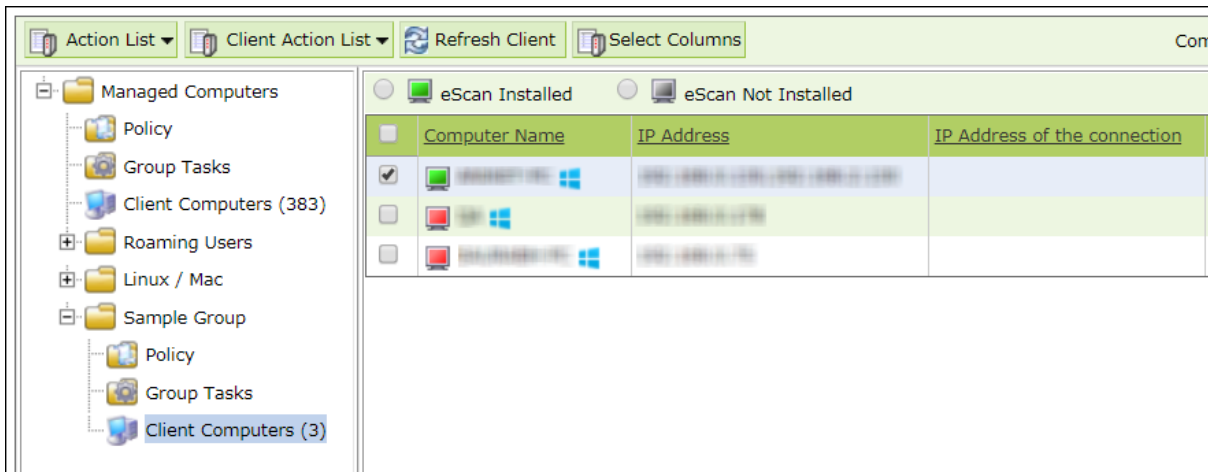 Action List Client Action List Refresh Client Select Columns Com
Managed Computers
Policy
Group Tasks
Client Computers (383)
Roaming Users
Linux / Mac
Sample Group
Policy
Group Tasks
Client Computers (3)
eScan Installed eScan Not Installed
Computer Name IP Address IP Address of the connection